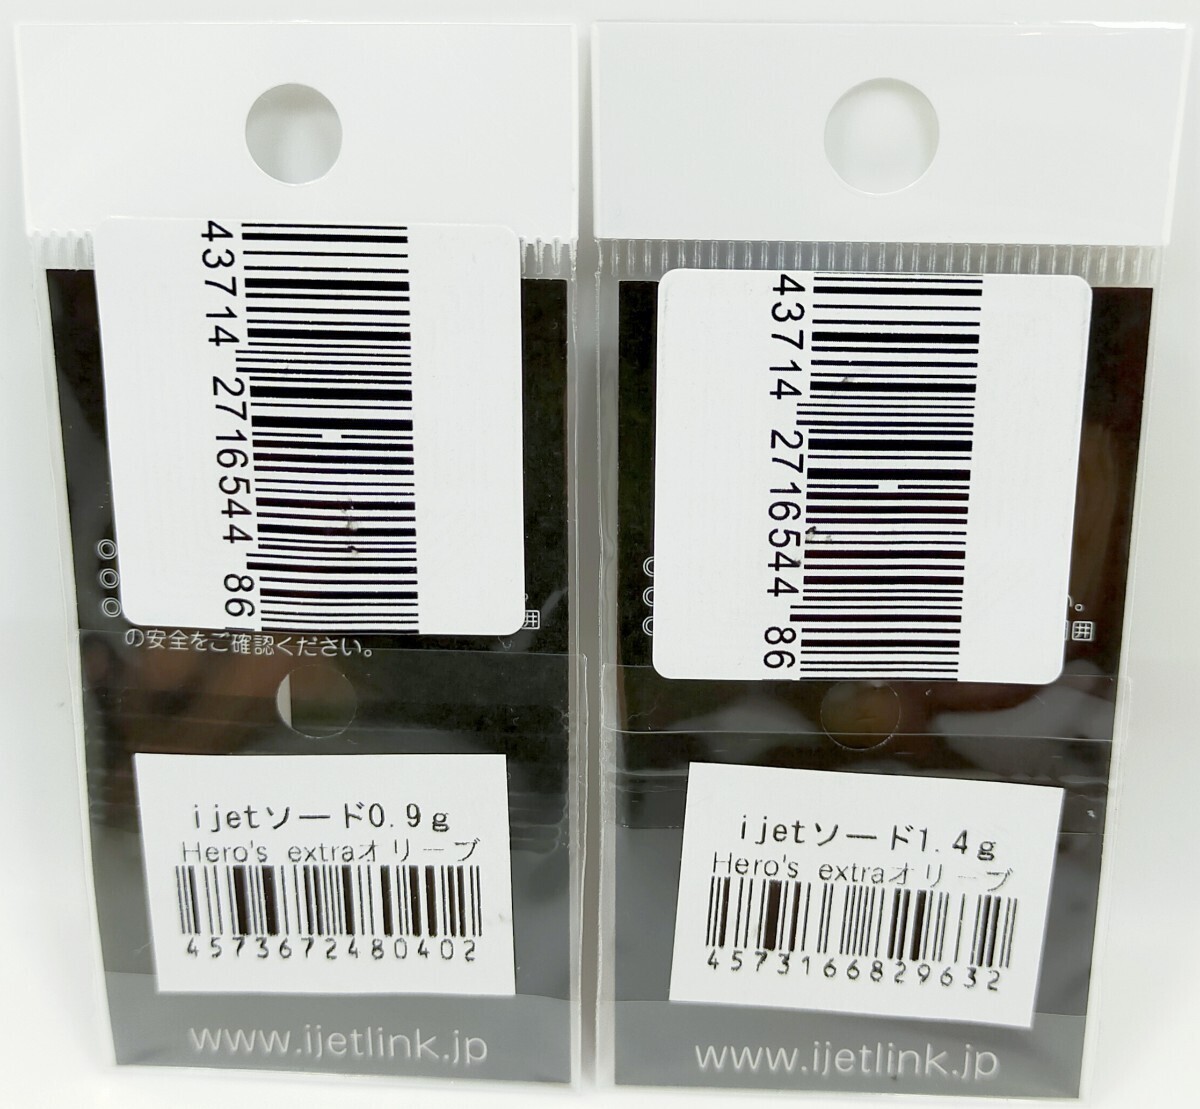 43714 2716544 86
の安全をご確認ください。
ijetソード0.9g
Hero's extraオリーブ
4573672480402
www.ijetlink.jp
43714 2716544 86
ijetソード1.4g
Hero's extraオリーブ
4573166829632
www.ijetlink.jp